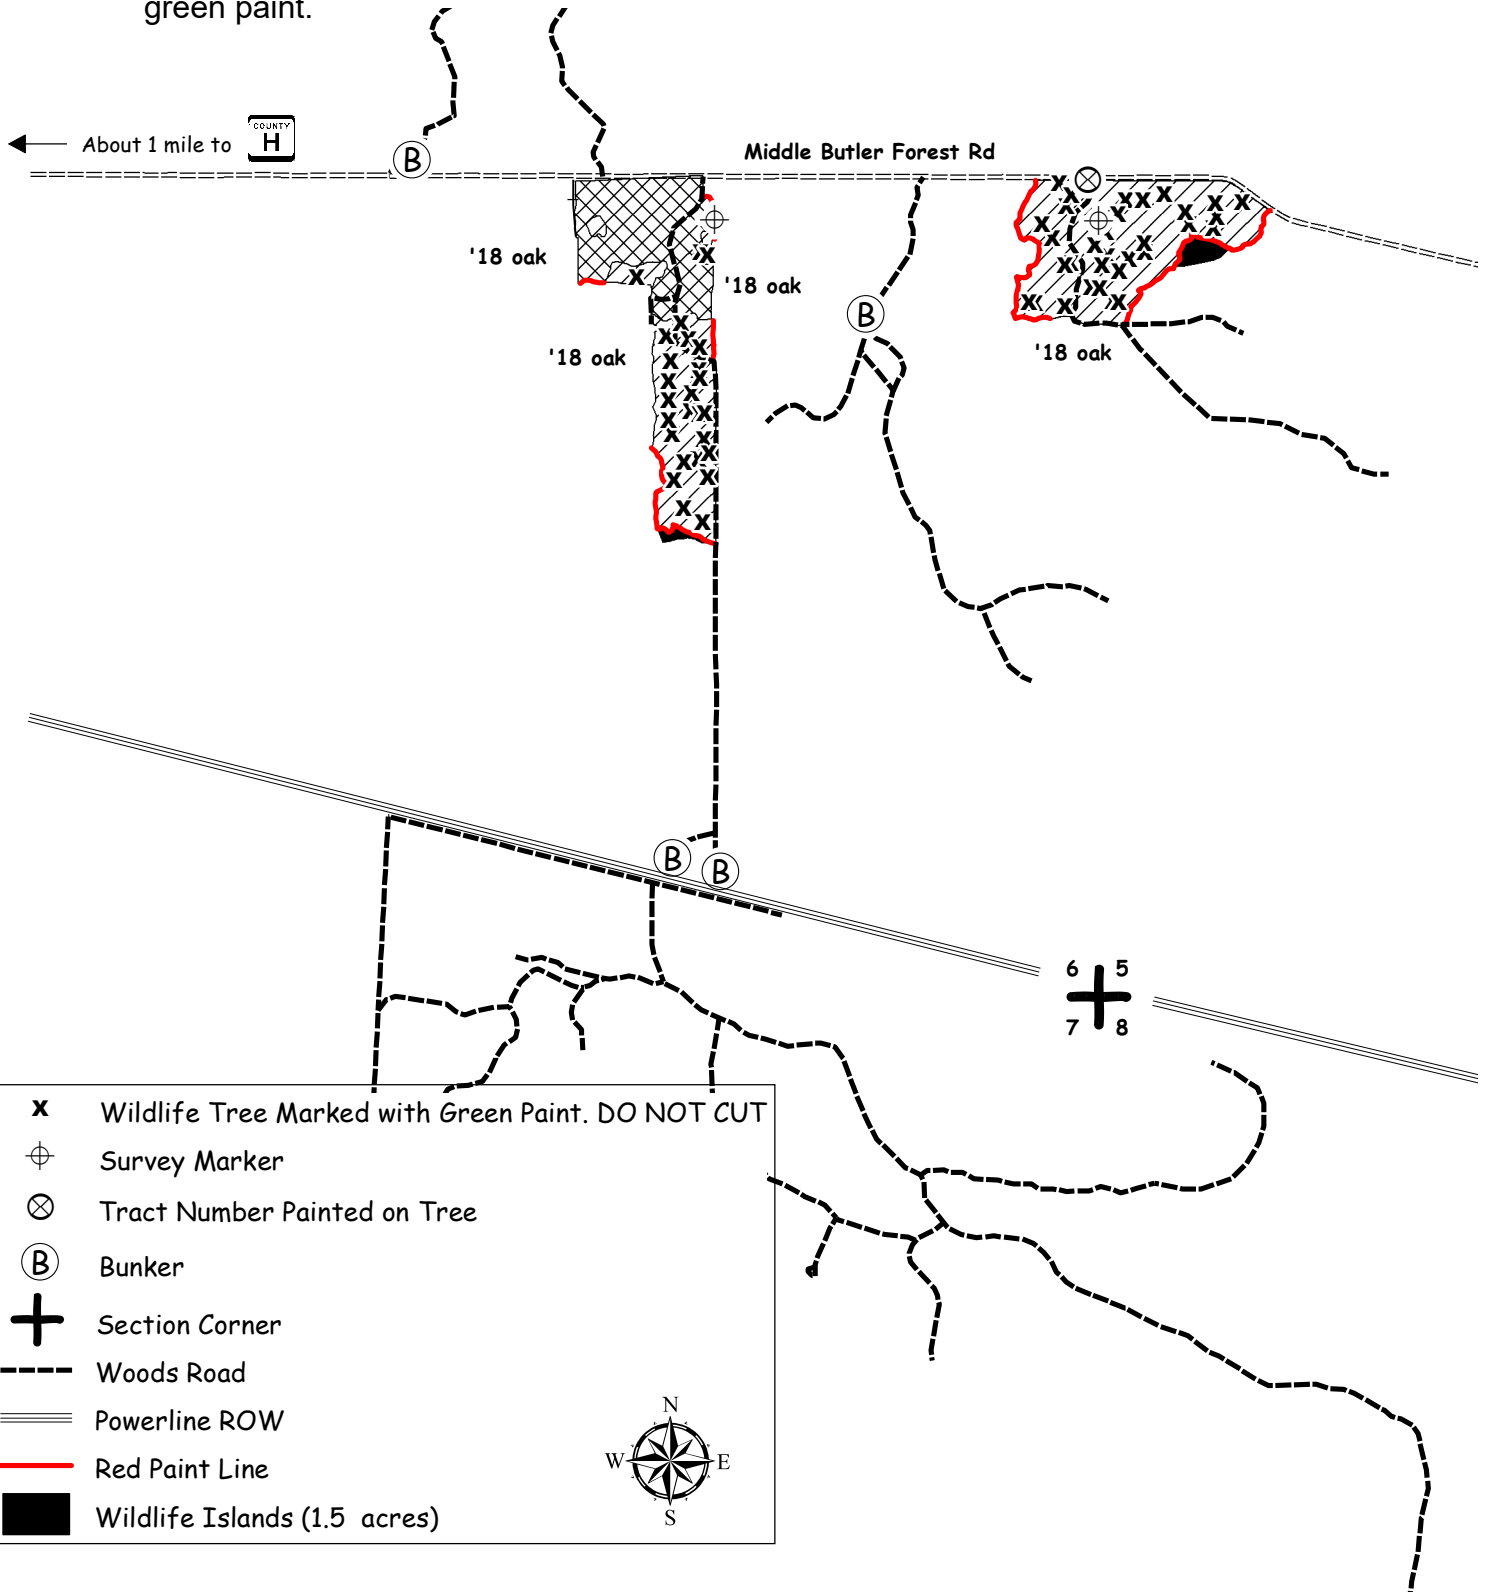 green paint.
About 1 mile to
COUNTY
H
B
Middle Butler Forest Rd
'18 oak
'18 oak
B
'18 oak
'18 oak
B
B
6 5
7 8
x Wildlife Tree Marked with Green Paint. DO NOT CUT
Survey Marker
Tract Number Painted on Tree
B Bunker
Section Corner
Woods Road
Powerline ROW
Red Paint Line
Wildlife Islands (1.5 acres)
N
W E
S